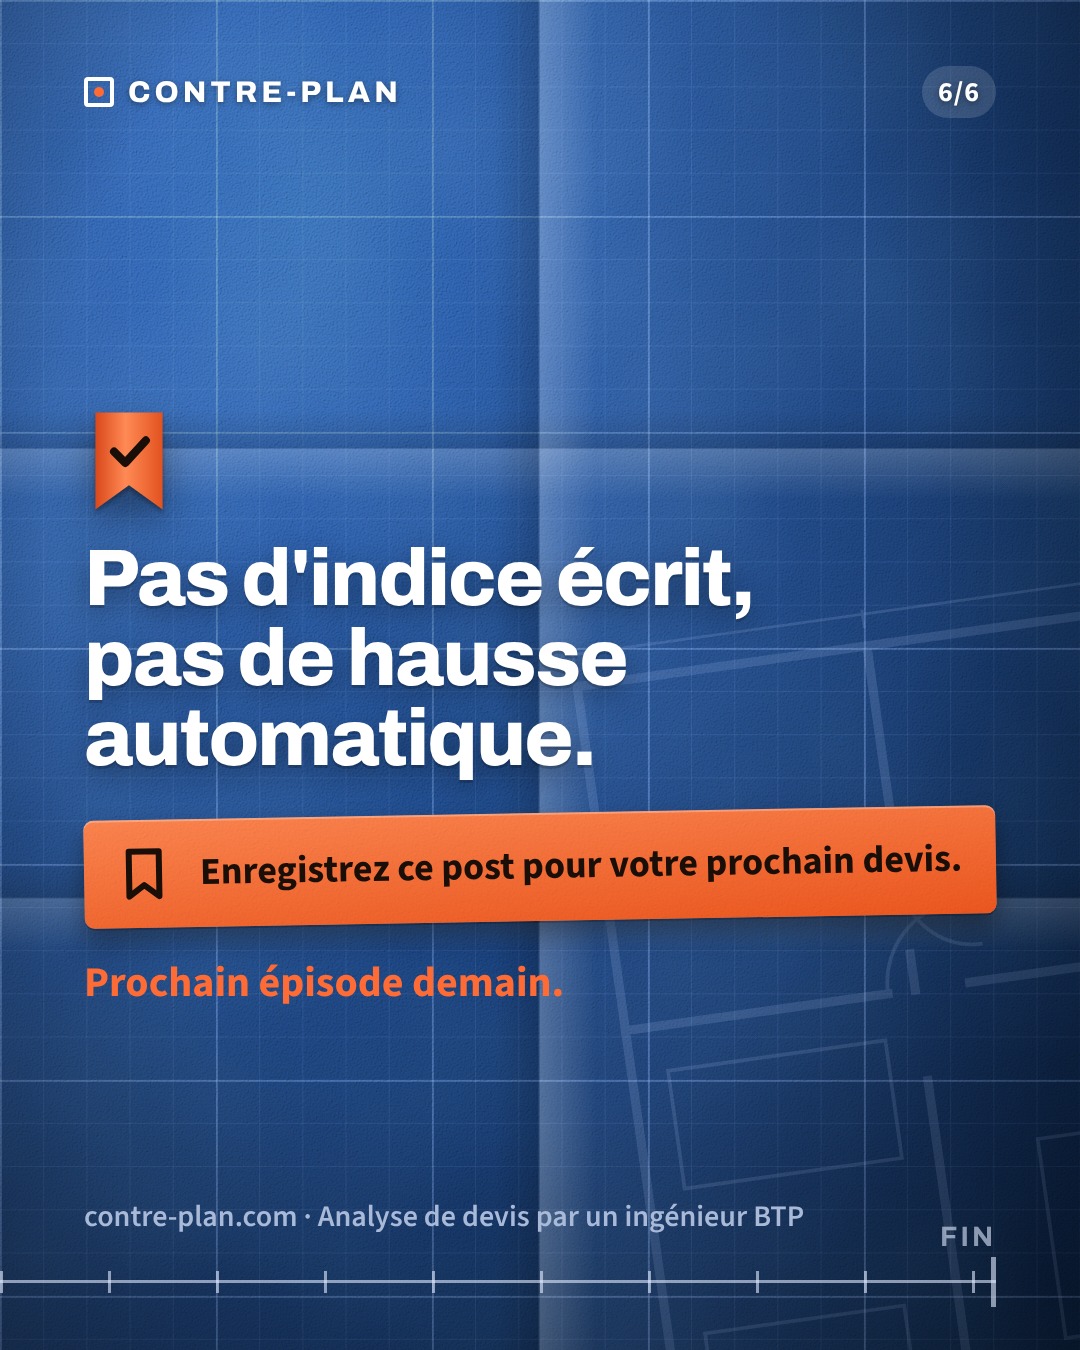 CONTRE-PLAN
6/6
Pas d'indice écrit,
pas de hausse
automatique.
Enregistrez ce post pour votre prochain devis.
Prochain épisode demain.
contre-plan.com · Analyse de devis par un ingénieur BTP
FIN